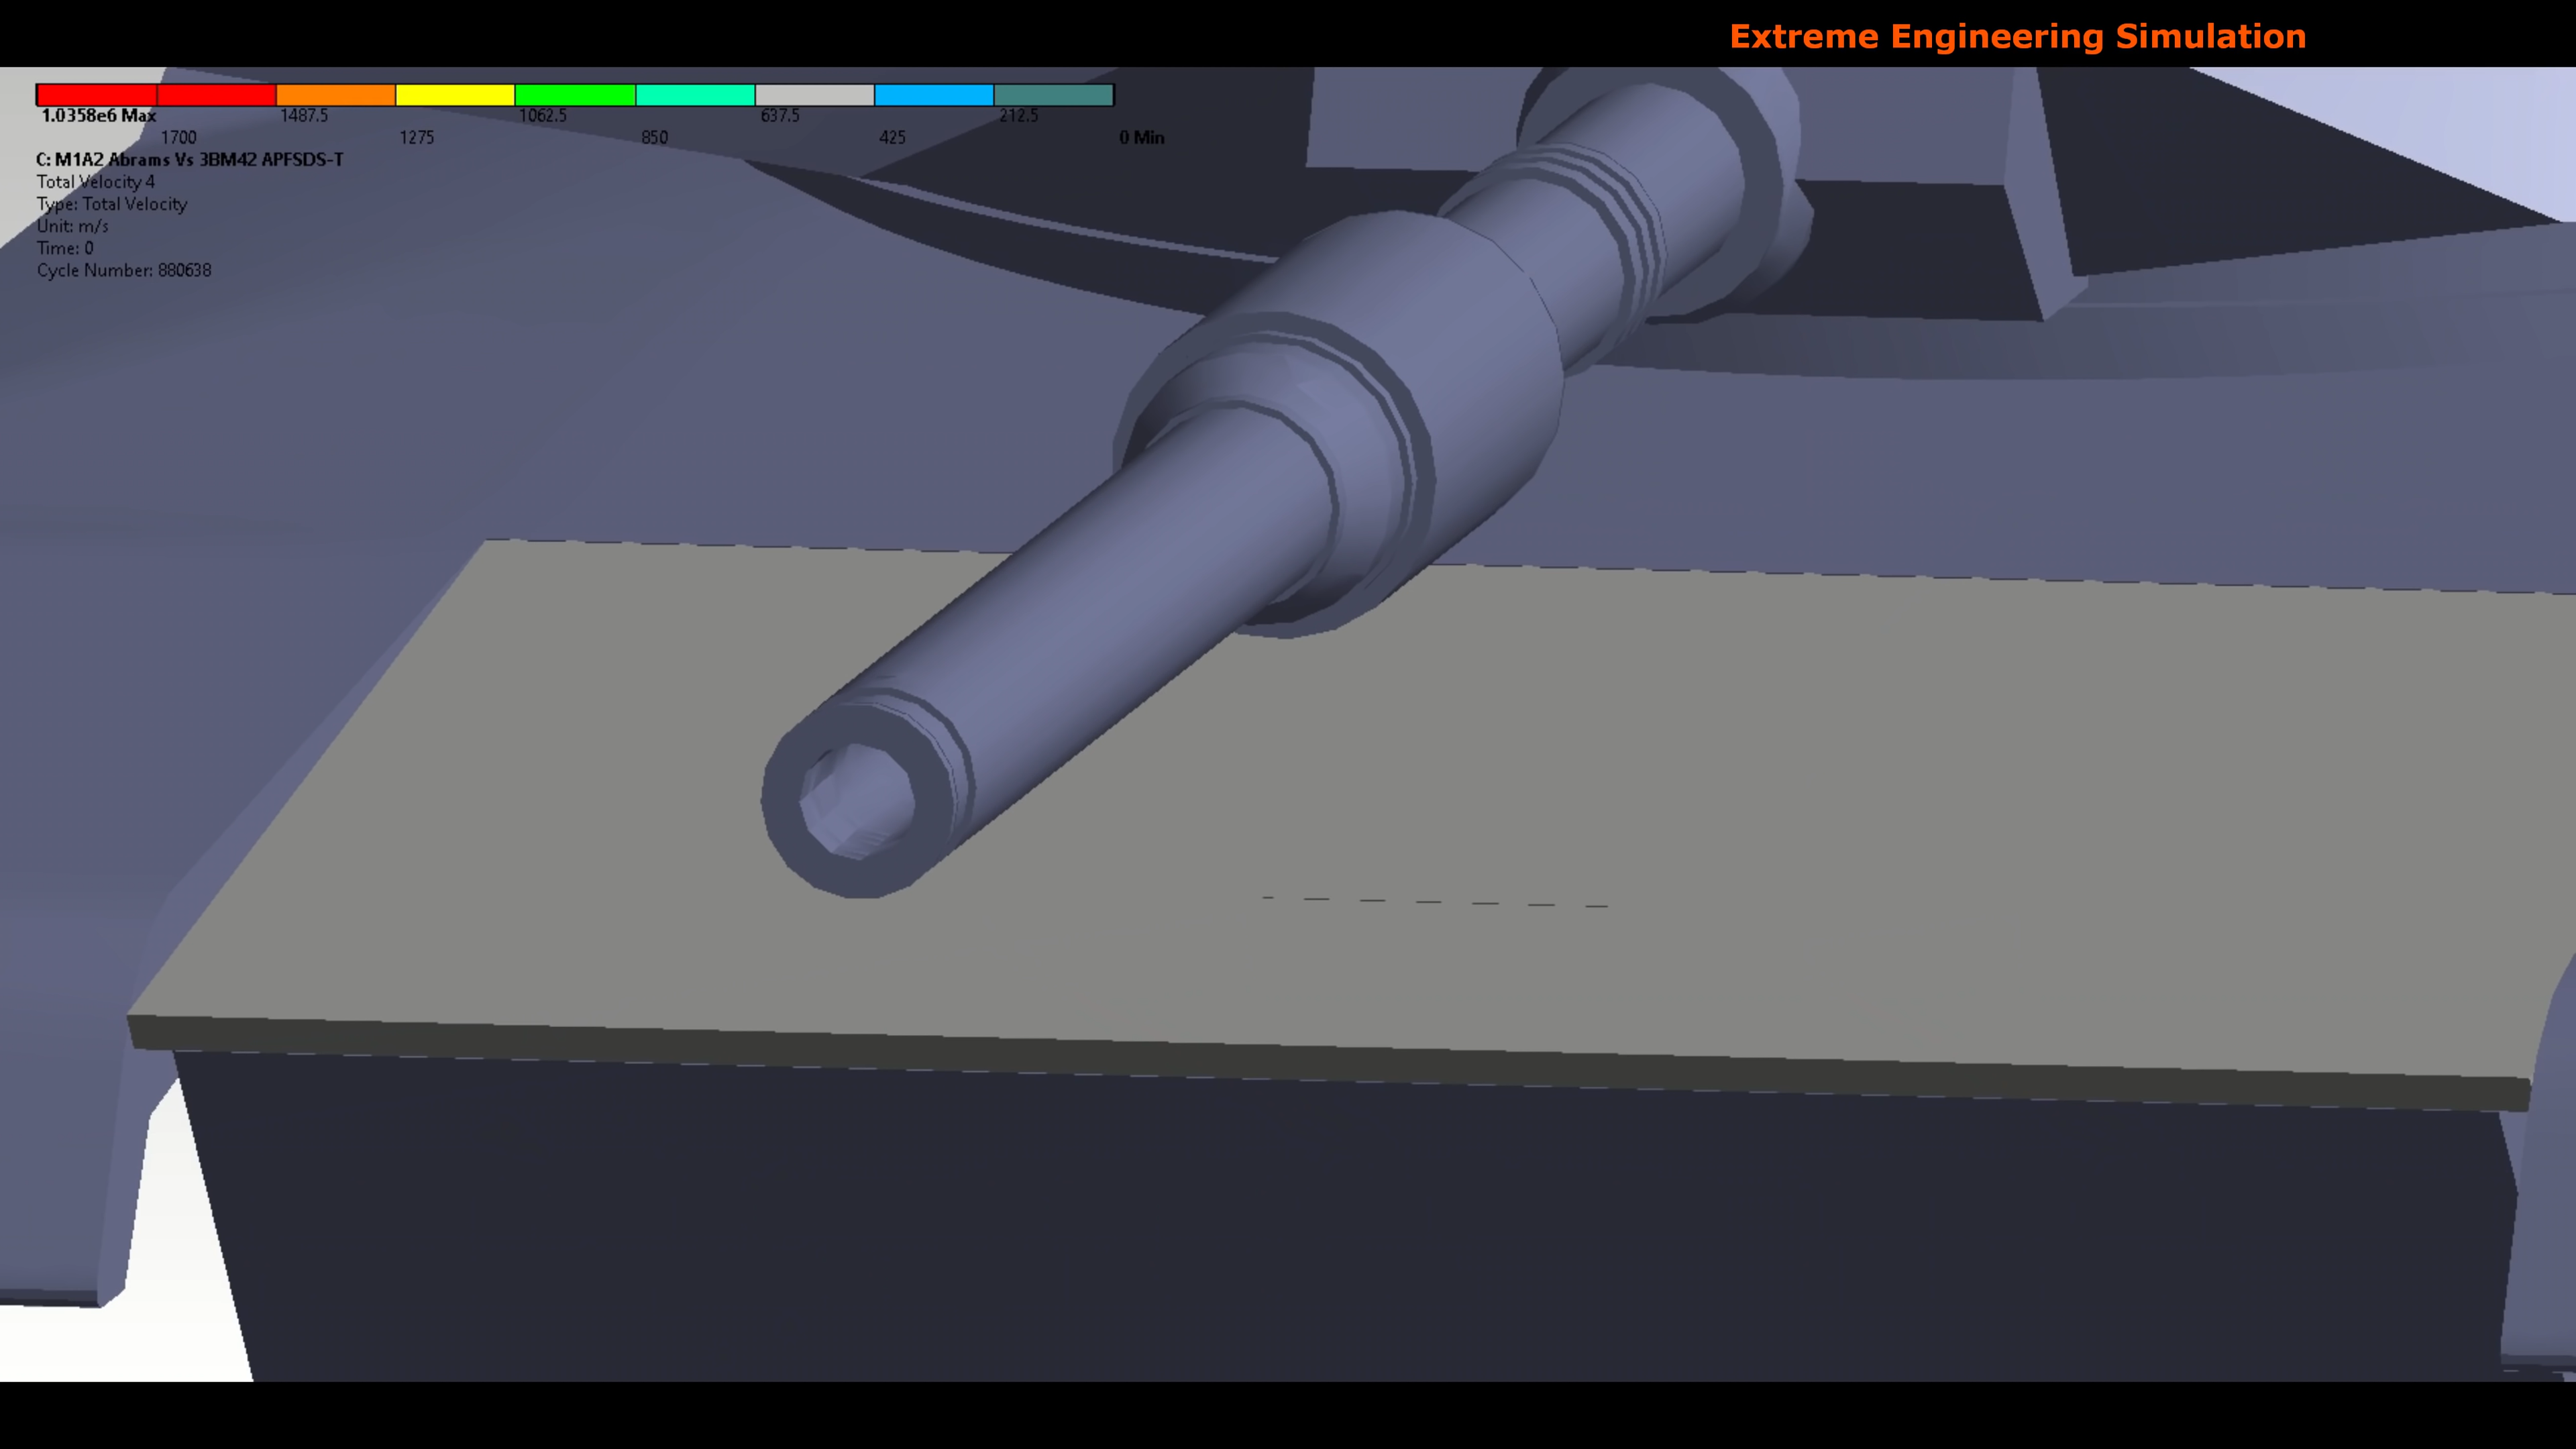 Extreme Engineering Simulation
1.0358e6 Max 1487.5 1062.5 637.5 212.5
1700 1275 850 425 0 Min
C: M1A2 Abrams Vs 3BM42 APFSDS-T
Total Velocity 4
Type: Total Velocity
Unit: m/s
Time: 0
Cycle Number: 880638